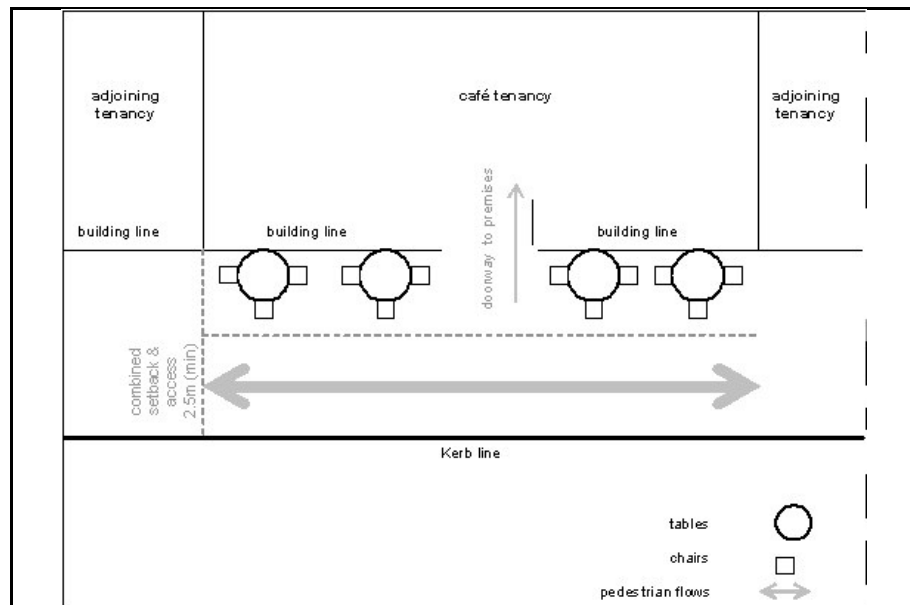 adjoining
tenancy
café tenancy
adjoining
tenancy
doorway to premises
building line
building line
building line
combined
setback &
access
2.5m (min)
Kerb line
tables
chairs
pedestrian flows